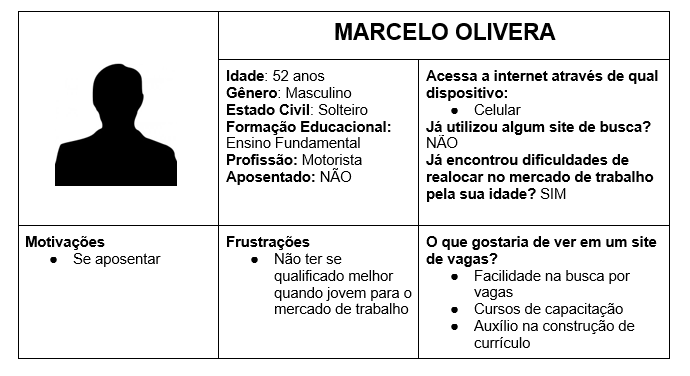 MARCELO OLIVERA
Idade: 52 anos
Gênero: Masculino
Estado Civil: Solteiro
Formação Educacional:
Ensino Fundamental
Profissão: Motorista
Aposentado: NÃO
Acessa a internet através de qual
dispositivo:
● Celular
Já utilizou algum site de busca?
NÃO
Já encontrou dificuldades de
realocar no mercado de trabalho
pela sua idade? SIM
Motivações
● Se aposentar
Frustrações
● Não ter se
qualificado melhor
quando jovem para o
mercado de trabalho
O que gostaria de ver em um site
de vagas?
● Facilidade na busca por
vagas
● Cursos de capacitação
● Auxílio na construção de
currículo